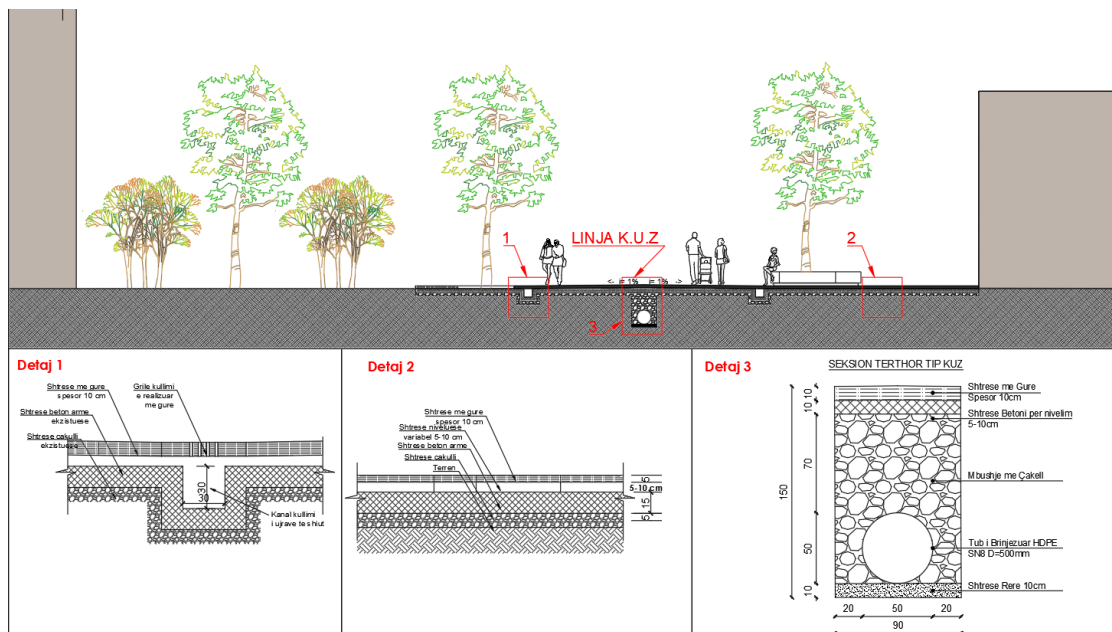 1
LINJA K.U.Z
2
<- i=1% i=1% ->
3
Detaj 1
Shtrese me gure
spesor 10 cm
Grile kullimi
e realizuar
me gure
Shtrese beton arme
ekzistuese
Shtrese cakulli
ekzistuese
30
30
Kanal kullimi
i ujrave te shiut
Detaj 2
Shtrese me gure
spesor 10 cm
Shtrese niveluese
variabel 5-10 cm
Shtrese beton arme
Shtrese cakulli
Terren
5
5-10 cm
15
5
Detaj 3
SEKSION TERTHOR TIP KUZ
Shtrese me Gure
Spesor 10cm
Shtrese Betoni per nivelim
5-10cm
Mbushje me Çakell
Tub i Brinjezuar HDPE
SN8 D=500mm
Shtrese Rere 10cm
10
10
70
150
50
10
20 50 20
90